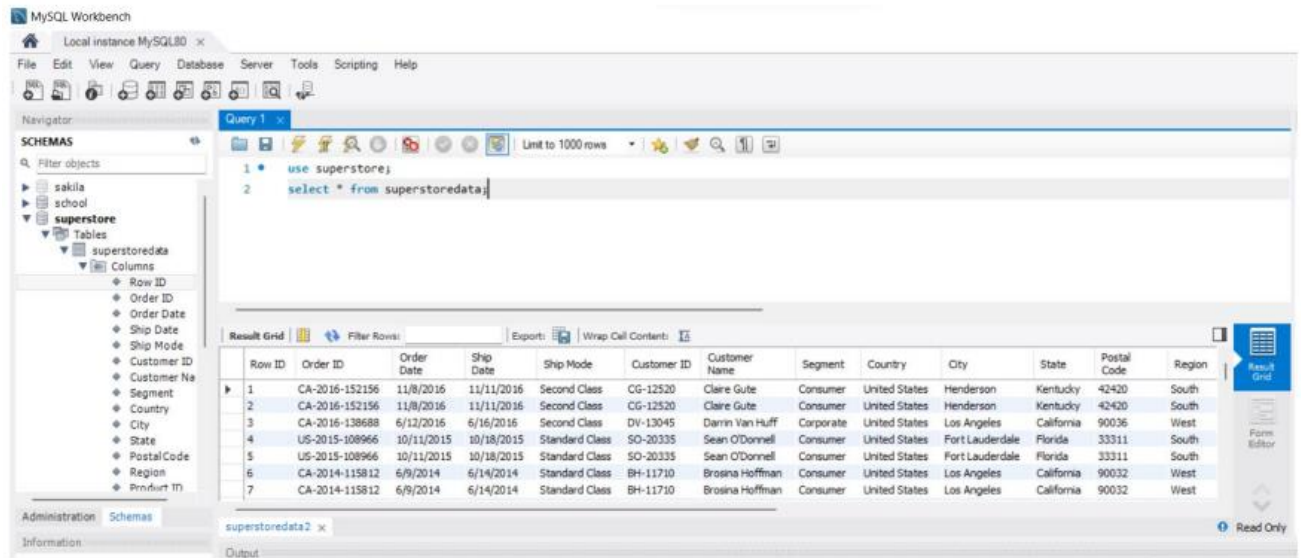 MySQL Workbench
Local instance MySQL80 ×
File Edit View Query Database Server Tools Scripting Help
Navigator
SCHEMAS
Filter objects
sakila
school
superstore
Tables
superstoredata
Columns
Row ID
Order ID
Order Date
Ship Date
Ship Mode
Customer ID
Customer Na
Segment
Country
City
State
PostalCode
Region
Product ID
Administration Schemas
Information
Query 1 ×
Limit to 1000 rows
1 use superstore;
2 select * from superstoredata;
Result Grid Filter Rows: Export: Wrap Cell Content:
Row ID Order ID Order Date Ship Date Ship Mode Customer ID Customer Name Segment Country City State Postal Code Region
1 CA-2016-152156 11/8/2016 11/11/2016 Second Class CG-12520 Claire Gute Consumer United States Henderson Kentucky 42420 South
2 CA-2016-152156 11/8/2016 11/11/2016 Second Class CG-12520 Claire Gute Consumer United States Henderson Kentucky 42420 South
3 CA-2016-138688 6/12/2016 6/16/2016 Second Class DV-13045 Darrin Van Huff Corporate United States Los Angeles California 90036 West
4 US-2015-108966 10/11/2015 10/18/2015 Standard Class SO-20335 Sean O'Donnell Consumer United States Fort Lauderdale Florida 33311 South
5 US-2015-108966 10/11/2015 10/18/2015 Standard Class SO-20335 Sean O'Donnell Consumer United States Fort Lauderdale Florida 33311 South
6 CA-2014-115812 6/9/2014 6/14/2014 Standard Class BH-11710 Brosina Hoffman Consumer United States Los Angeles California 90032 West
7 CA-2014-115812 6/9/2014 6/14/2014 Standard Class BH-11710 Brosina Hoffman Consumer United States Los Angeles California 90032 West
Result Grid
Form Editor
superstoredata2 ×
Read Only
Output